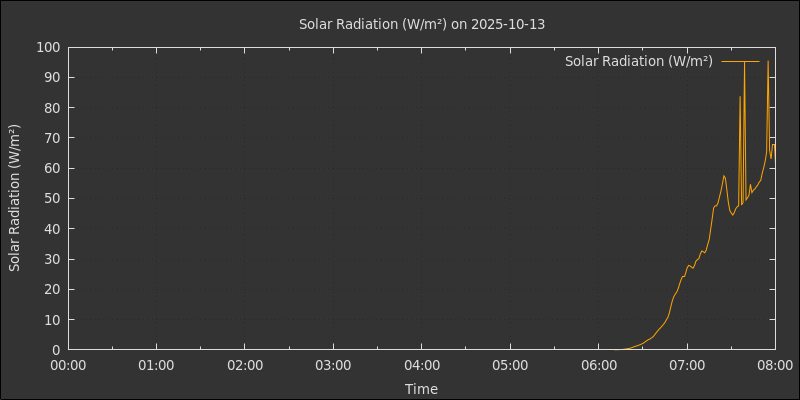 Solar Radiation (W/m²) on 2025-10-13
Solar Radiation (W/m²)
Solar Radiation (W/m²)
100
90
80
70
60
50
40
30
20
10
0
00:00 01:00 02:00 03:00 04:00 05:00 06:00 07:00 08:00
Time